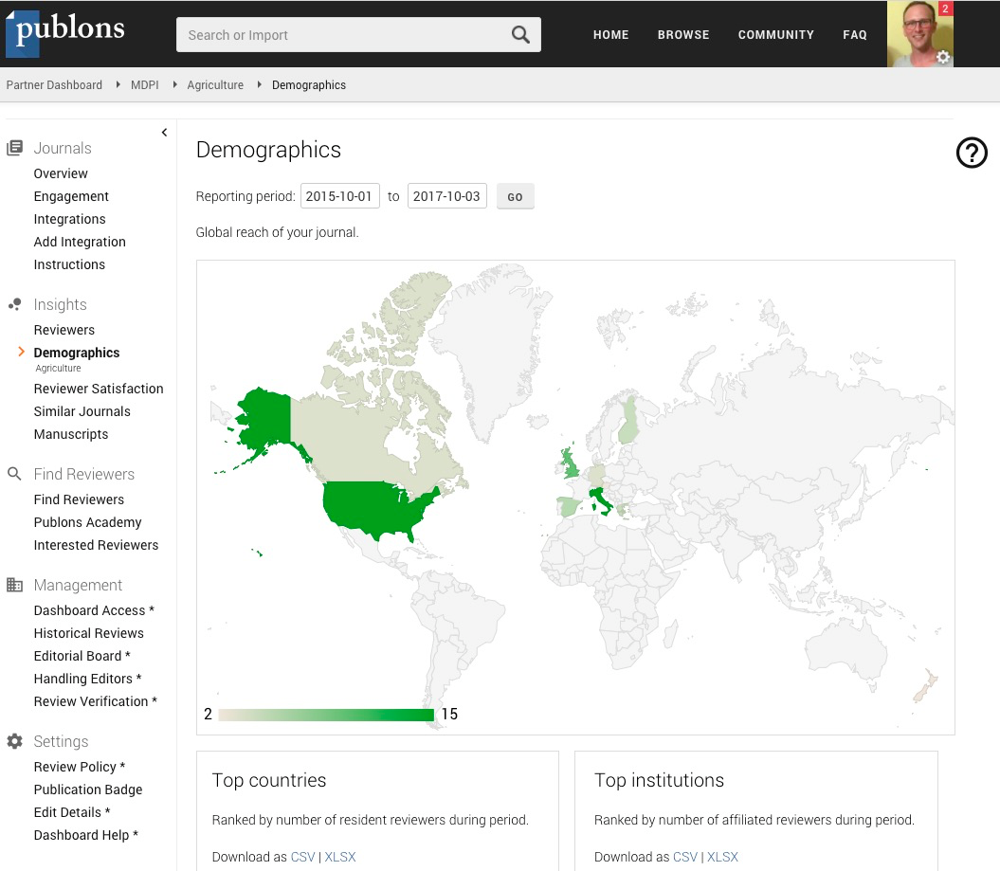 publons
Search or Import
HOME BROWSE COMMUNITY FAQ
2
Partner Dashboard MDPI Agriculture Demographics
Journals
Overview
Engagement
Integrations
Add Integration
Instructions
Insights
Reviewers
Demographics
Agriculture
Reviewer Satisfaction
Similar Journals
Manuscripts
Find Reviewers
Find Reviewers
Publons Academy
Interested Reviewers
Management
Dashboard Access *
Historical Reviews
Editorial Board *
Handling Editors *
Review Verification *
Settings
Review Policy *
Publication Badge
Edit Details *
Dashboard Help *
Demographics
?
Reporting period: 2015-10-01 to 2017-10-03 GO
Global reach of your journal.
2 15
Top countries
Ranked by number of resident reviewers during period.
Download as CSV | XLSX
Top institutions
Ranked by number of affiliated reviewers during period.
Download as CSV | XLSX